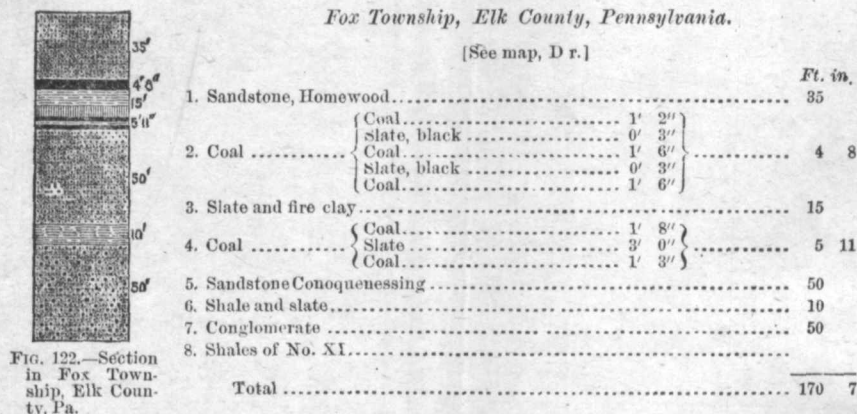 Fox Township, Elk County, Pennsylvania.
[See map, D r.]
Ft. in.
1. Sandstone, Homewood 35
2. Coal
Coal 1' 2"
Slate, black 0' 3"
Coal 1' 6"
Slate, black 0' 3"
Coal 1' 6"
4 8
3. Slate and fire clay 15
4. Coal
Coal 1' 8"
Slate 3' 0"
Coal 1' 3"
5 11
5. Sandstone Conoquenessing 50
6. Shale and slate 10
7. Conglomerate 50
8. Shales of No. XI
Total 170 7
35'
4' 8"
15'
5' 11"
50'
10'
50'
FIG. 122.—Section
in Fox Town-
ship, Elk Coun-
ty, Pa.